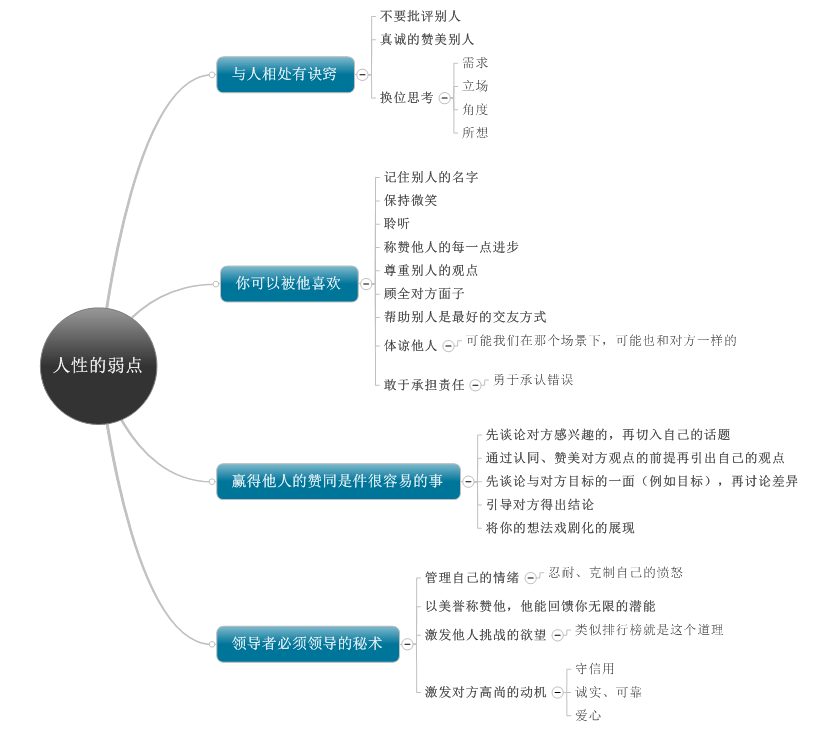 人性的弱点
与人相处有诀窍
不要批评别人
真诚的赞美别人
换位思考
需求
立场
角度
所想
你可以被他喜欢
记住别人的名字
保持微笑
聆听
称赞他人的每一点进步
尊重别人的观点
顾全对方面子
帮助别人是最好的交友方式
体谅他人
可能我们在那个场景下，可能也和对方一样的
敢于承担责任
勇于承认错误
赢得他人的赞同是件很容易的事
先谈论对方感兴趣的，再切入自己的话题
通过认同、赞美对方观点的前提再引出自己的观点
先谈论与对方目标的一面（例如目标），再讨论差异
引导对方得出结论
将你的想法戏剧化的展现
领导者必须领导的秘术
管理自己的情绪
忍耐、克制自己的愤怒
以美誉称赞他，他能回馈你无限的潜能
激发他人挑战的欲望
类似排行榜就是这个道理
激发对方高尚的动机
守信用
诚实、可靠
爱心